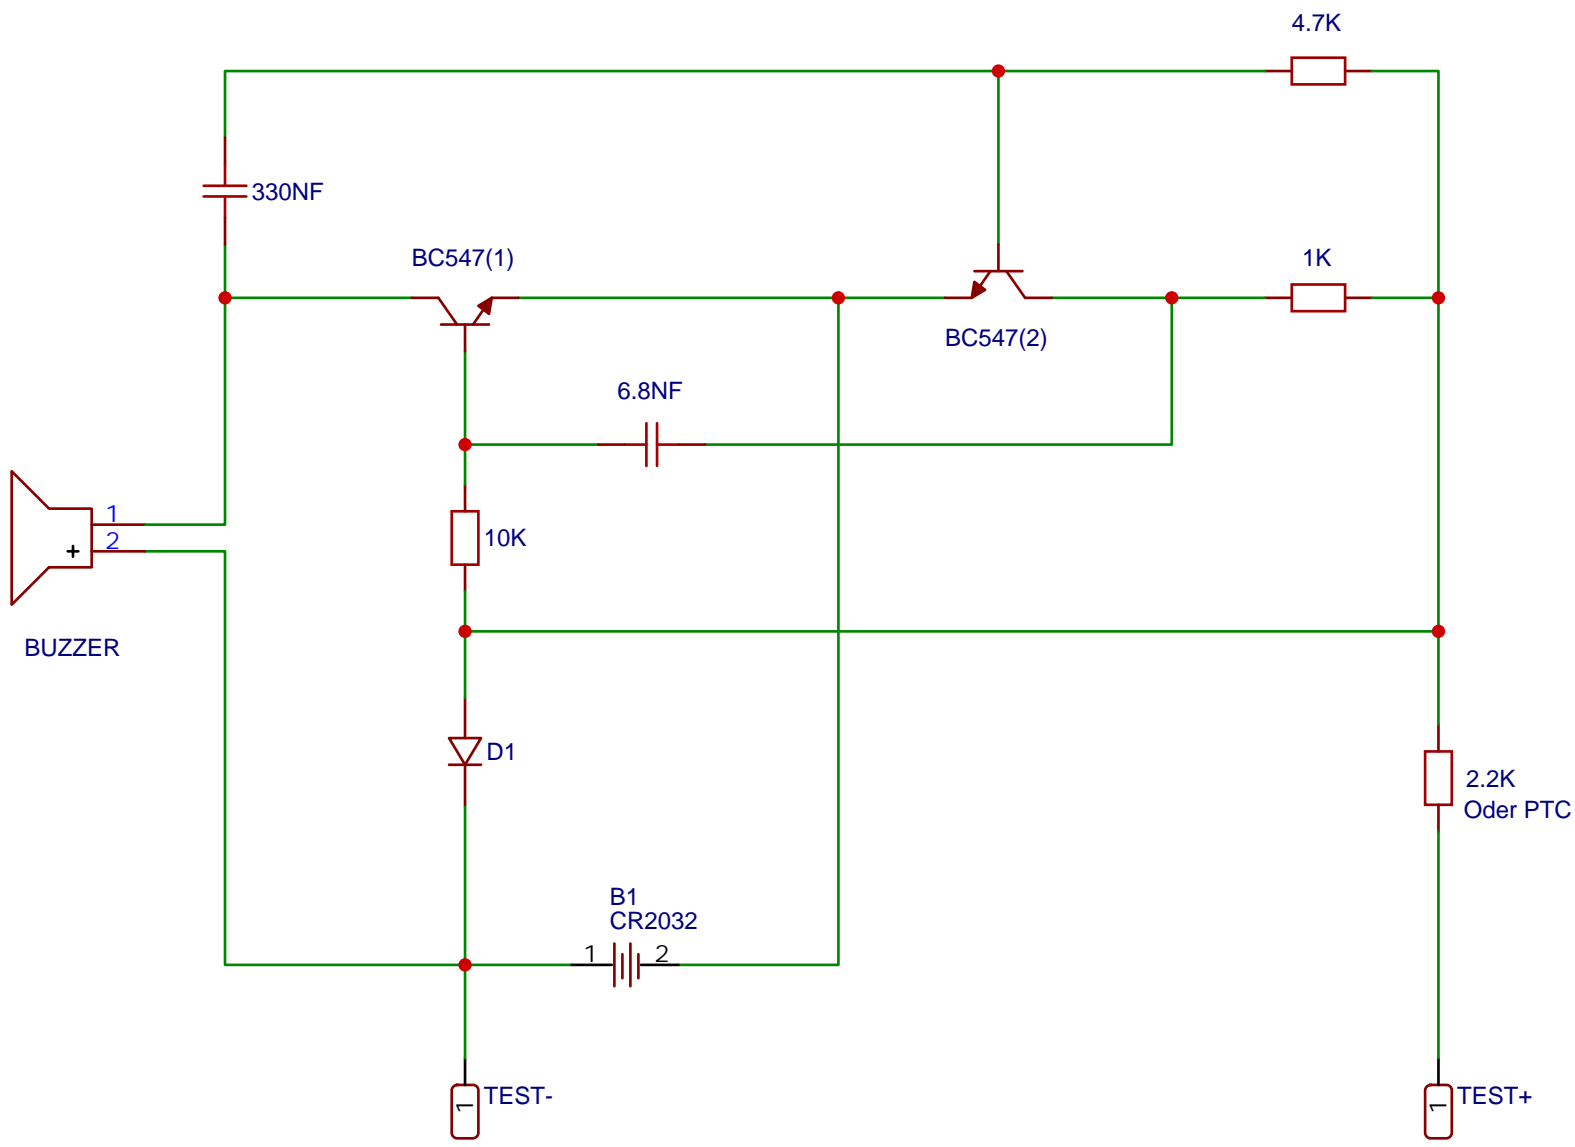 4.7K
330NF
BC547(1)
1K
BC547(2)
6.8NF
1
2
+
10K
BUZZER
D1
2.2K
Oder PTC
B1
CR2032
1
2
1
TEST-
1
TEST+